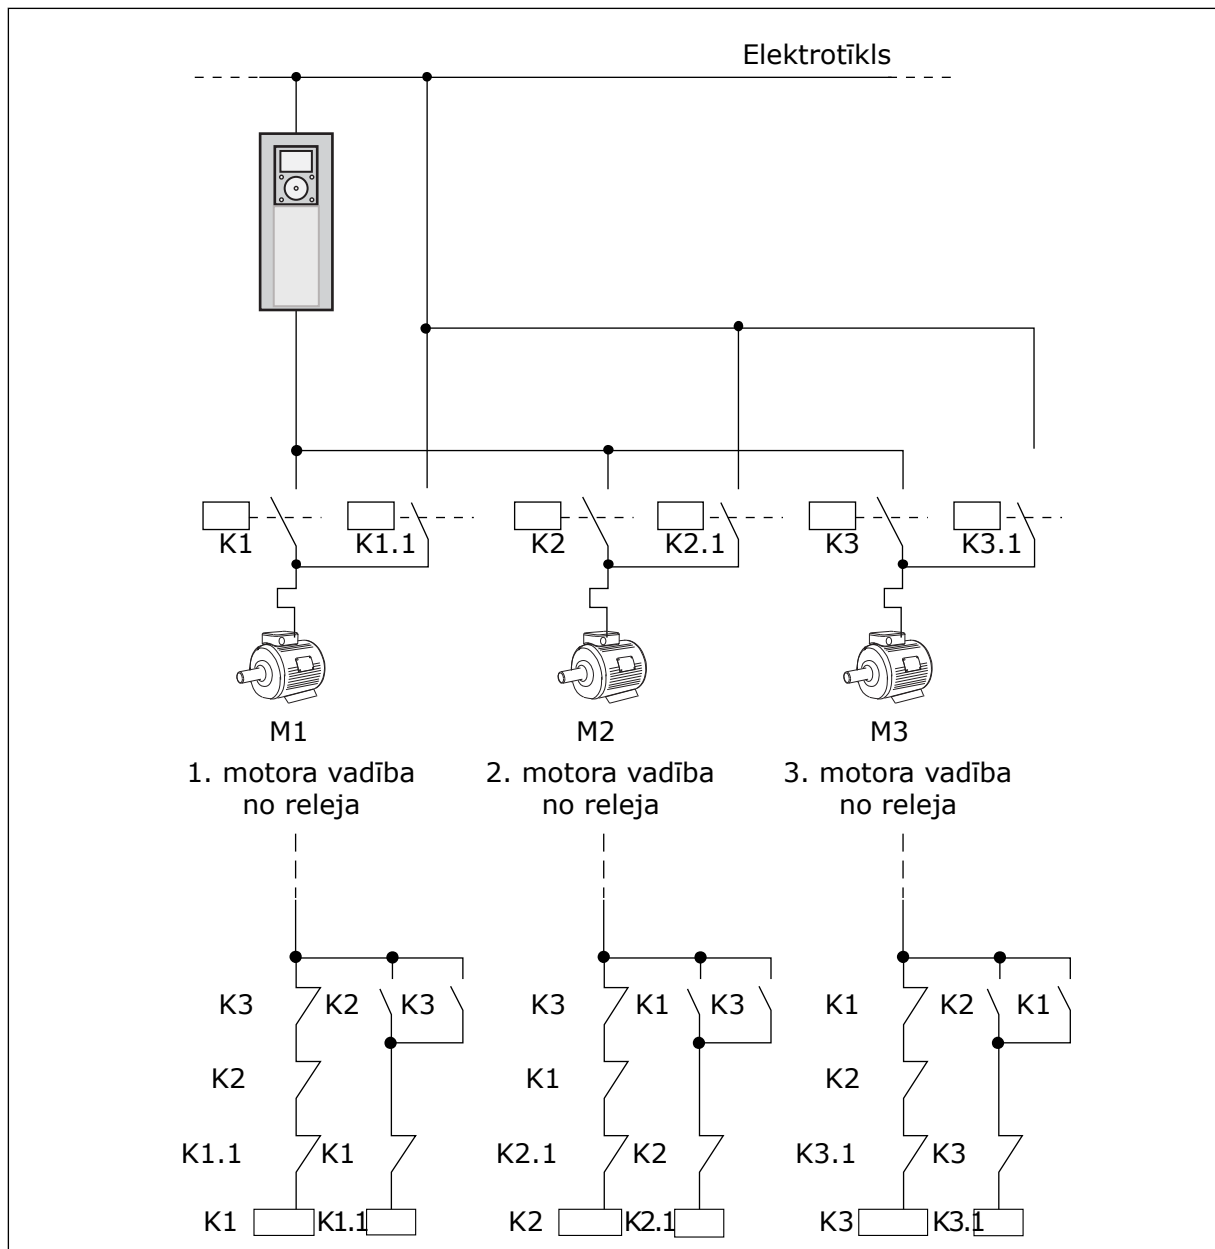 Elektrotīkls
K1 K1.1 K2 K2.1 K3 K3.1
M1 M2 M3
1. motora vadība 2. motora vadība 3. motora vadība
no releja no releja no releja
K3 K2 K3 K3 K1 K3 K1 K2 K1
K2 K1 K2
K1.1 K1 K2.1 K2 K3.1 K3
K1 K1.1 K2 K2.1 K3 K3.1